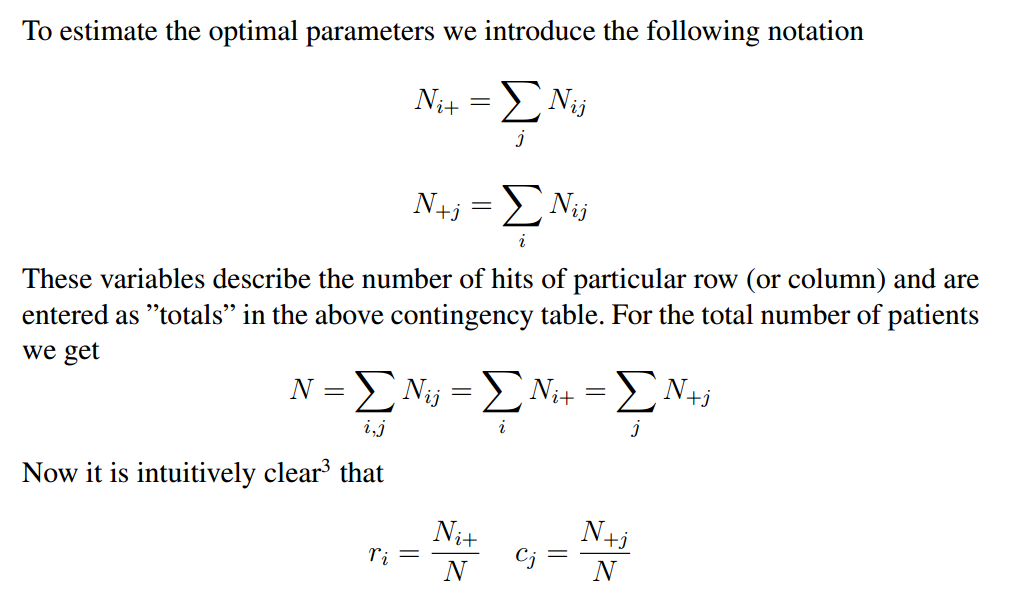 To estimate the optimal parameters we introduce the following notation
N_{i+} = \sum_j N_{ij}
N_{+j} = \sum_i N_{ij}
These variables describe the number of hits of particular row (or column) and are
entered as ”totals” in the above contingency table. For the total number of patients
we get
N = \sum_{i,j} N_{ij} = \sum_i N_{i+} = \sum_j N_{+j}
Now it is intuitively clear³ that
r_i = \frac{N_{i+}}{N} c_j = \frac{N_{+j}}{N}